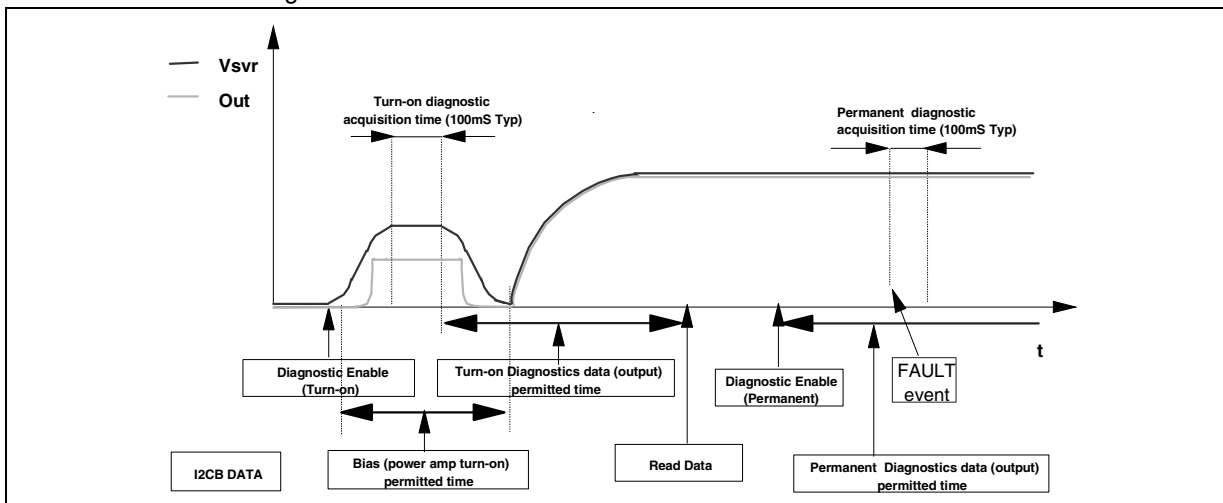 Vsvr
Out
Turn-on diagnostic
acquisition time (100mS Typ)
Permanent diagnostic
acquisition time (100mS Typ)
t
Diagnostic Enable
(Turn-on)
Turn-on Diagnostics data (output)
permitted time
Diagnostic Enable
(Permanent)
FAULT
event
I2CB DATA
Bias (power amp turn-on)
permitted time
Read Data
Permanent Diagnostics data (output)
permitted time